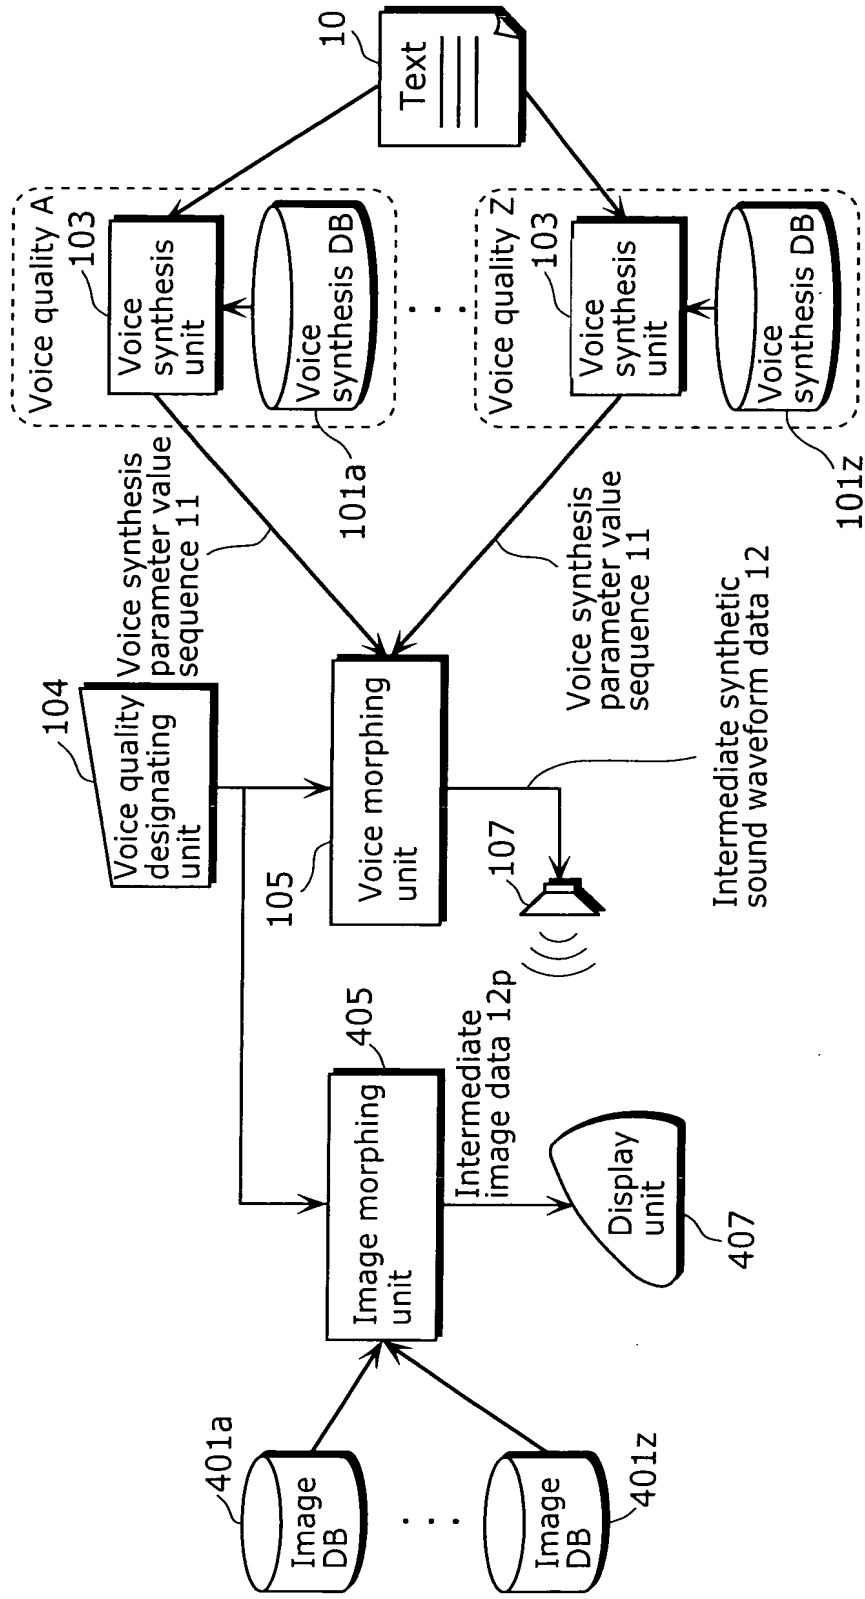 401a
Image
DB
. . .
Image
DB
401z
Image morphing
unit
405
Intermediate
image data 12p
Display
unit
407
104
Voice quality
designating
unit
105
Voice morphing
unit
107
Intermediate synthetic
sound waveform data 12
Voice synthesis
parameter value
sequence 11
Voice synthesis
parameter value
sequence 11
Voice quality A
103
Voice
synthesis
unit
Voice
synthesis DB
101a
. . .
Voice quality Z
103
Voice
synthesis
unit
Voice
synthesis DB
101z
10
Text